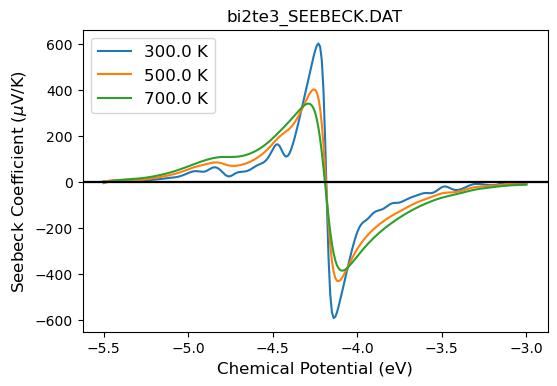 bi2te3_SEEBECK.DAT
300.0 K
500.0 K
700.0 K
Seebeck Coefficient (μV/K)
600
400
200
0
−200
−400
−600
−5.5
−5.0
−4.5
−4.0
−3.5
−3.0
Chemical Potential (eV)